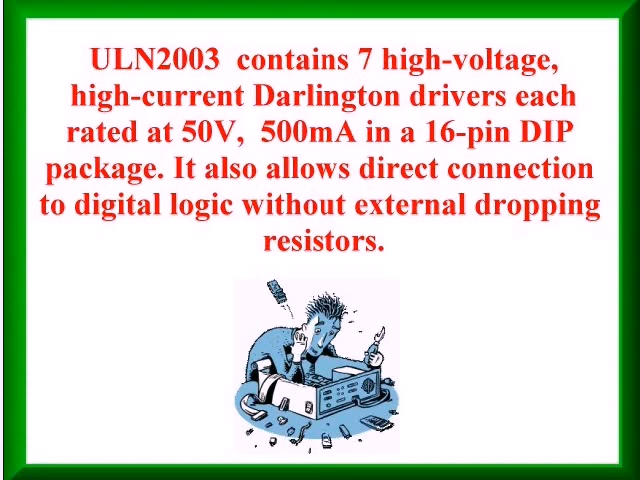 ULN2003 contains 7 high-voltage,
high-current Darlington drivers each
rated at 50V, 500mA in a 16-pin DIP
package. It also allows direct connection
to digital logic without external dropping
resistors.